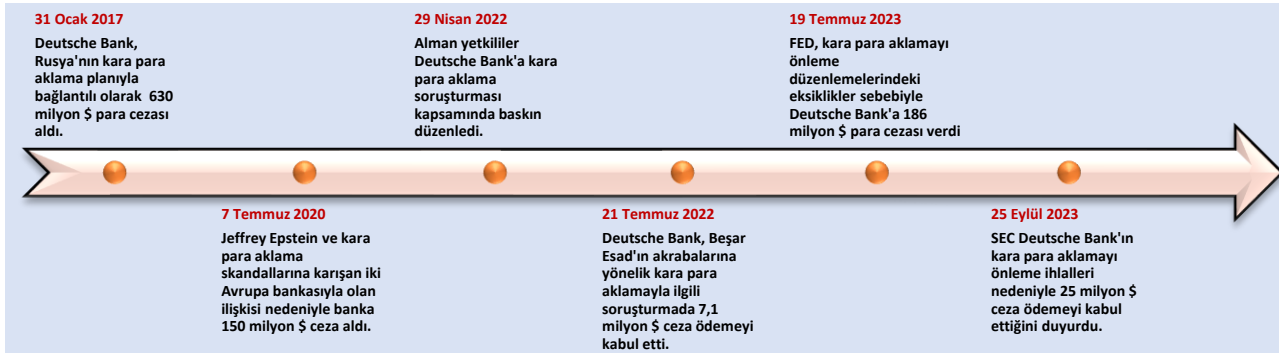 31 Ocak 2017
Deutsche Bank,
Rusya'nın kara para
aklama planıyla
bağlantılı olarak 630
milyon $ para cezası
aldı.
29 Nisan 2022
Alman yetkililer
Deutsche Bank'a kara
para aklama
soruşturması
kapsamında baskın
düzenledi.
19 Temmuz 2023
FED, kara para aklamayı
önleme
düzenlemelerindeki
eksiklikler sebebiyle
Deutsche Bank'a 186
milyon $ para cezası verdi
7 Temmuz 2020
Jeffrey Epstein ve kara
para aklama
skandallarına karışan iki
Avrupa bankasıyla olan
ilişkisi nedeniyle banka
150 milyon $ ceza aldı.
21 Temmuz 2022
Deutsche Bank, Beşar
Esad'ın akrabalarına
yönelik kara para
aklamayla ilgili
soruşturmada 7,1
milyon $ ceza ödemeyi
kabul etti.
25 Eylül 2023
SEC Deutsche Bank'ın
kara para aklamayı
önleme ihlalleri
nedeniyle 25 milyon $
ceza ödemeyi kabul
ettiğini duyurdu.